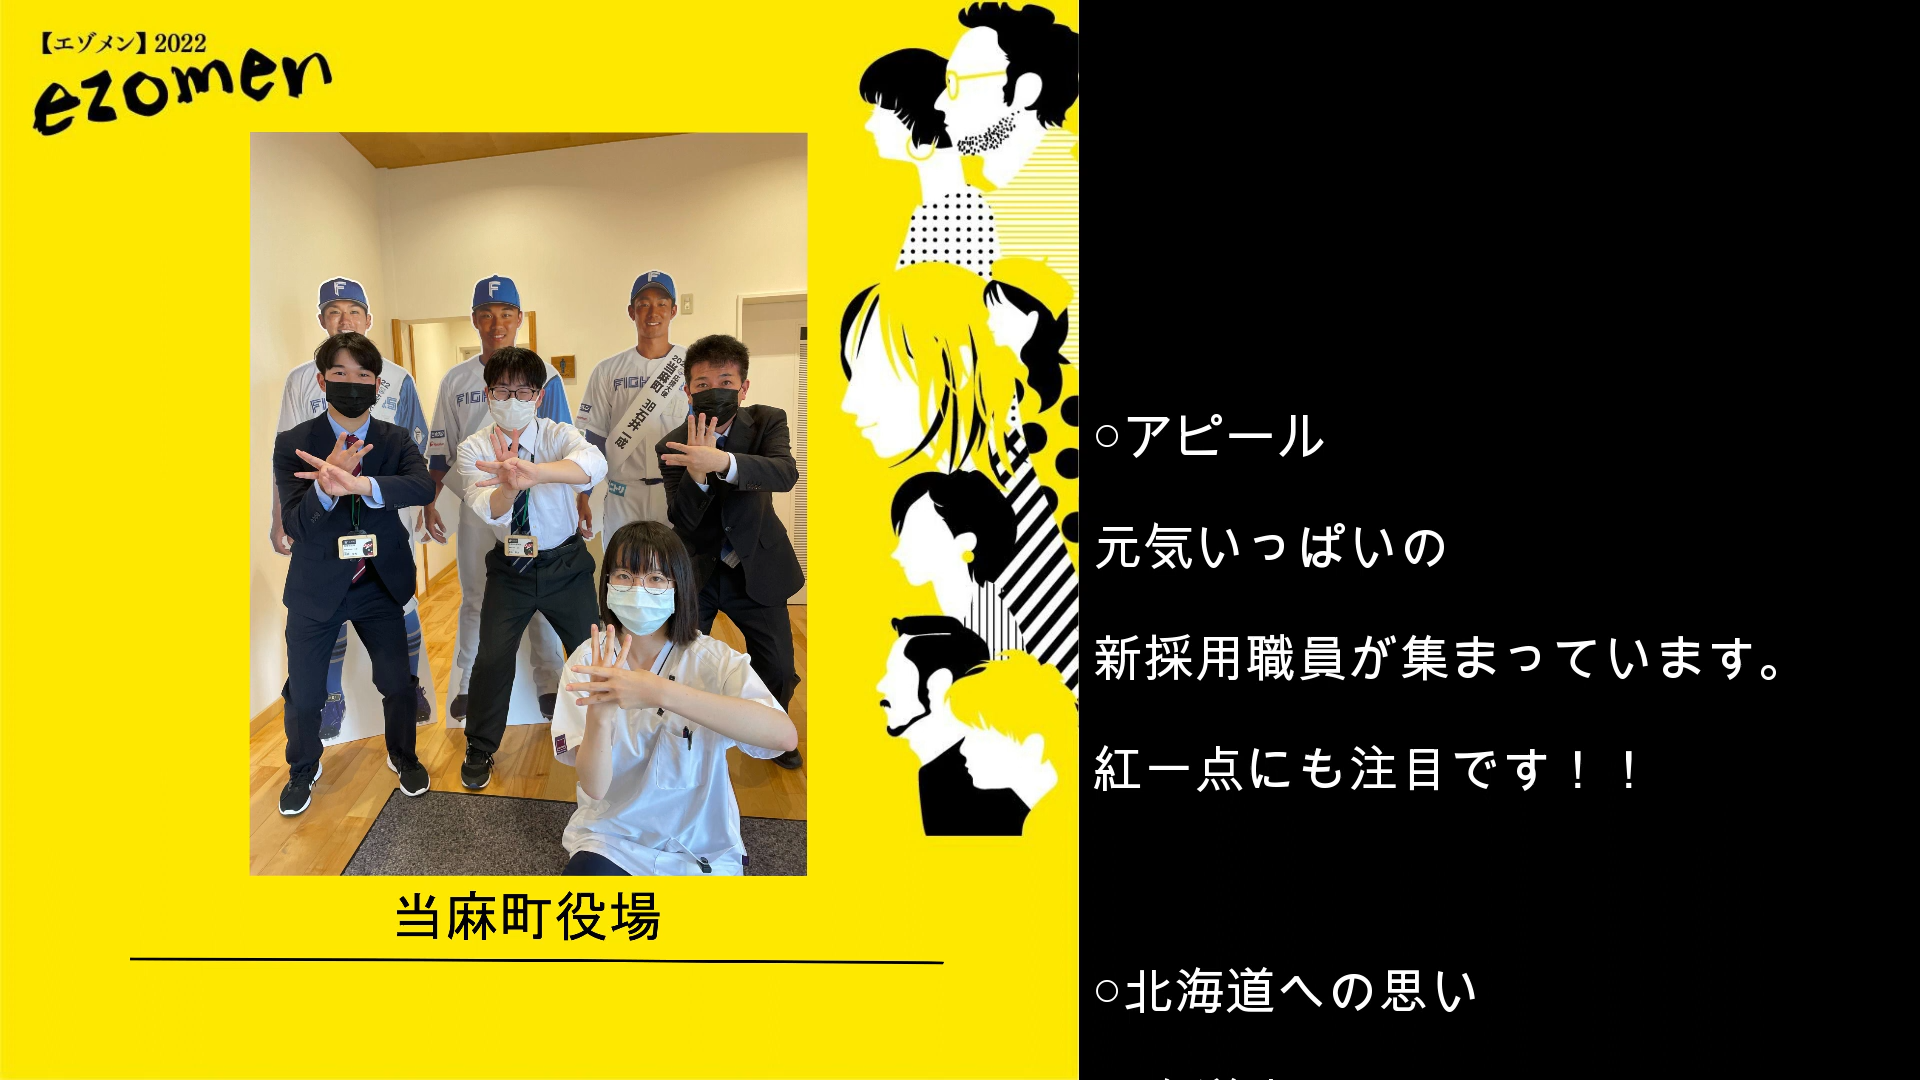 【エゾメン】2022
ezomen
当麻町役場
○アピール
元気いっぱいの
新採用職員が集まっています。
紅一点にも注目です！！
○北海道への思い